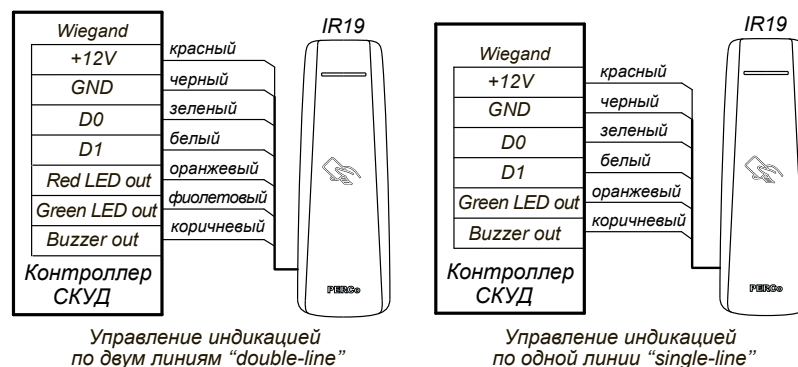 IR19
Wiegand
+12V
красный
GND
черный
D0
зеленый
D1
белый
Red LED out
оранжевый
Green LED out
фиолетовый
Buzzer out
коричневый
Контроллер
СКУД
PERCo
Управление индикацией
по двум линиям “double-line”
IR19
Wiegand
+12V
красный
GND
черный
D0
зеленый
D1
белый
Green LED out
оранжевый
Buzzer out
коричневый
Контроллер
СКУД
PERCo
Управление индикацией
по одной линии “single-line”